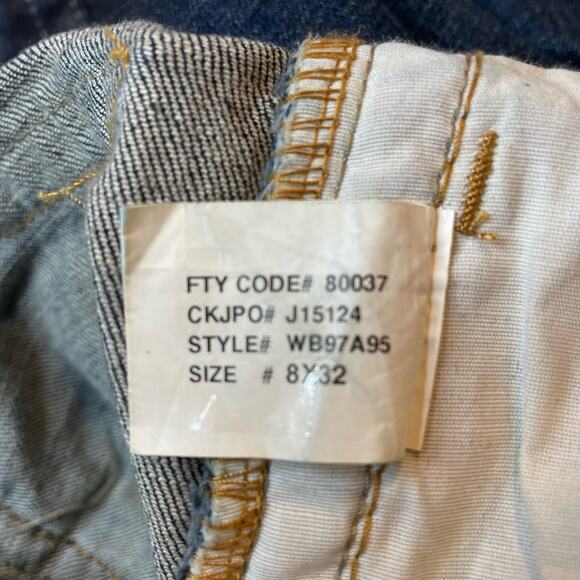 FTY CODE# 80037
CKJPO# J15124
STYLE# WB97A95
SIZE # 8X32